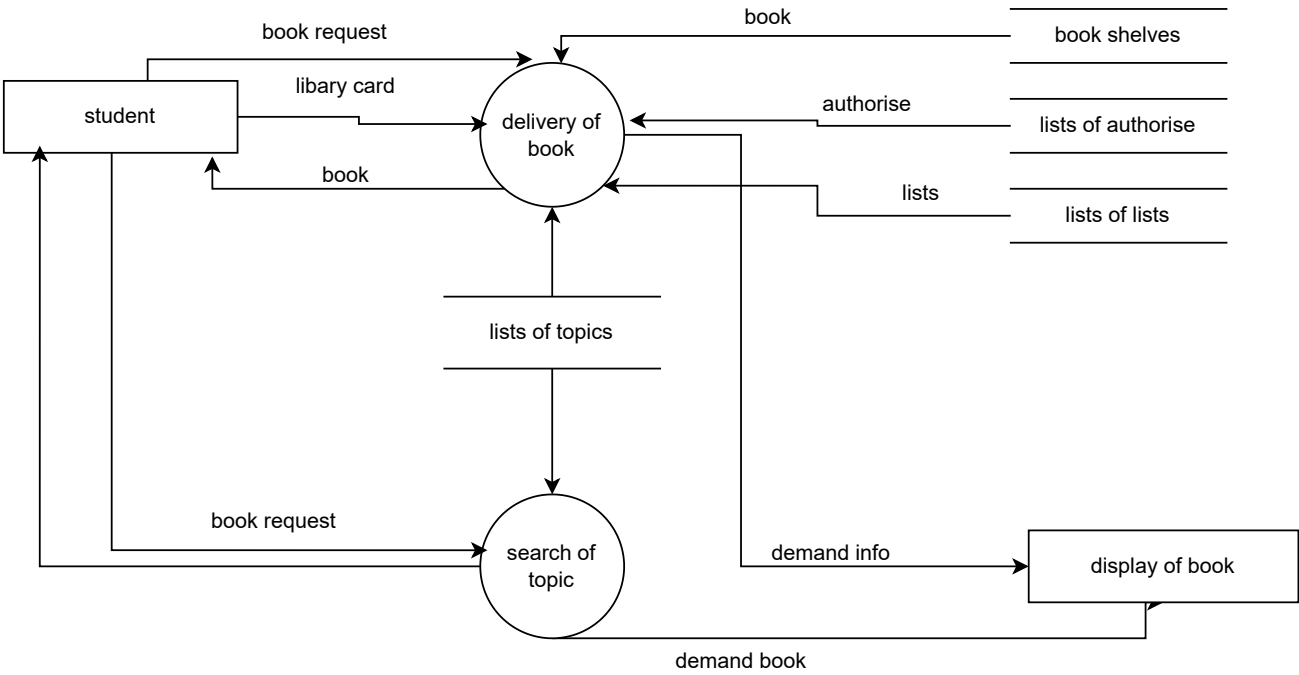 book
book request
book shelves
libary card
student
authorise
delivery of
book
lists of authorise
book
lists
lists of lists
lists of topics
book request
search of
topic
demand info
display of book
demand book